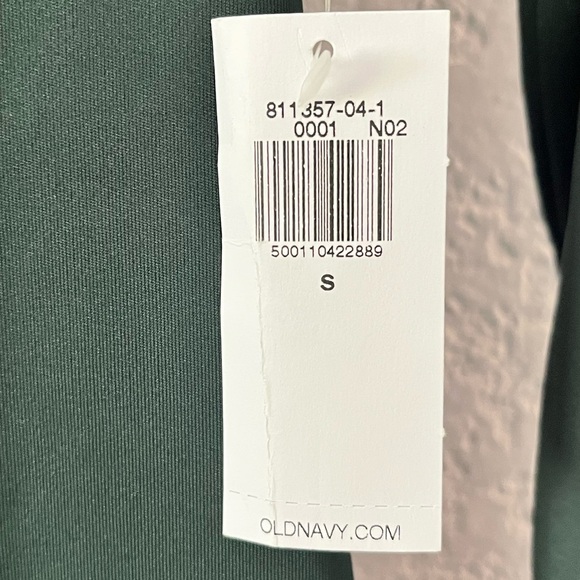 811357-04-1
0001 N02
500110422889
S
OLDNAVY.COM